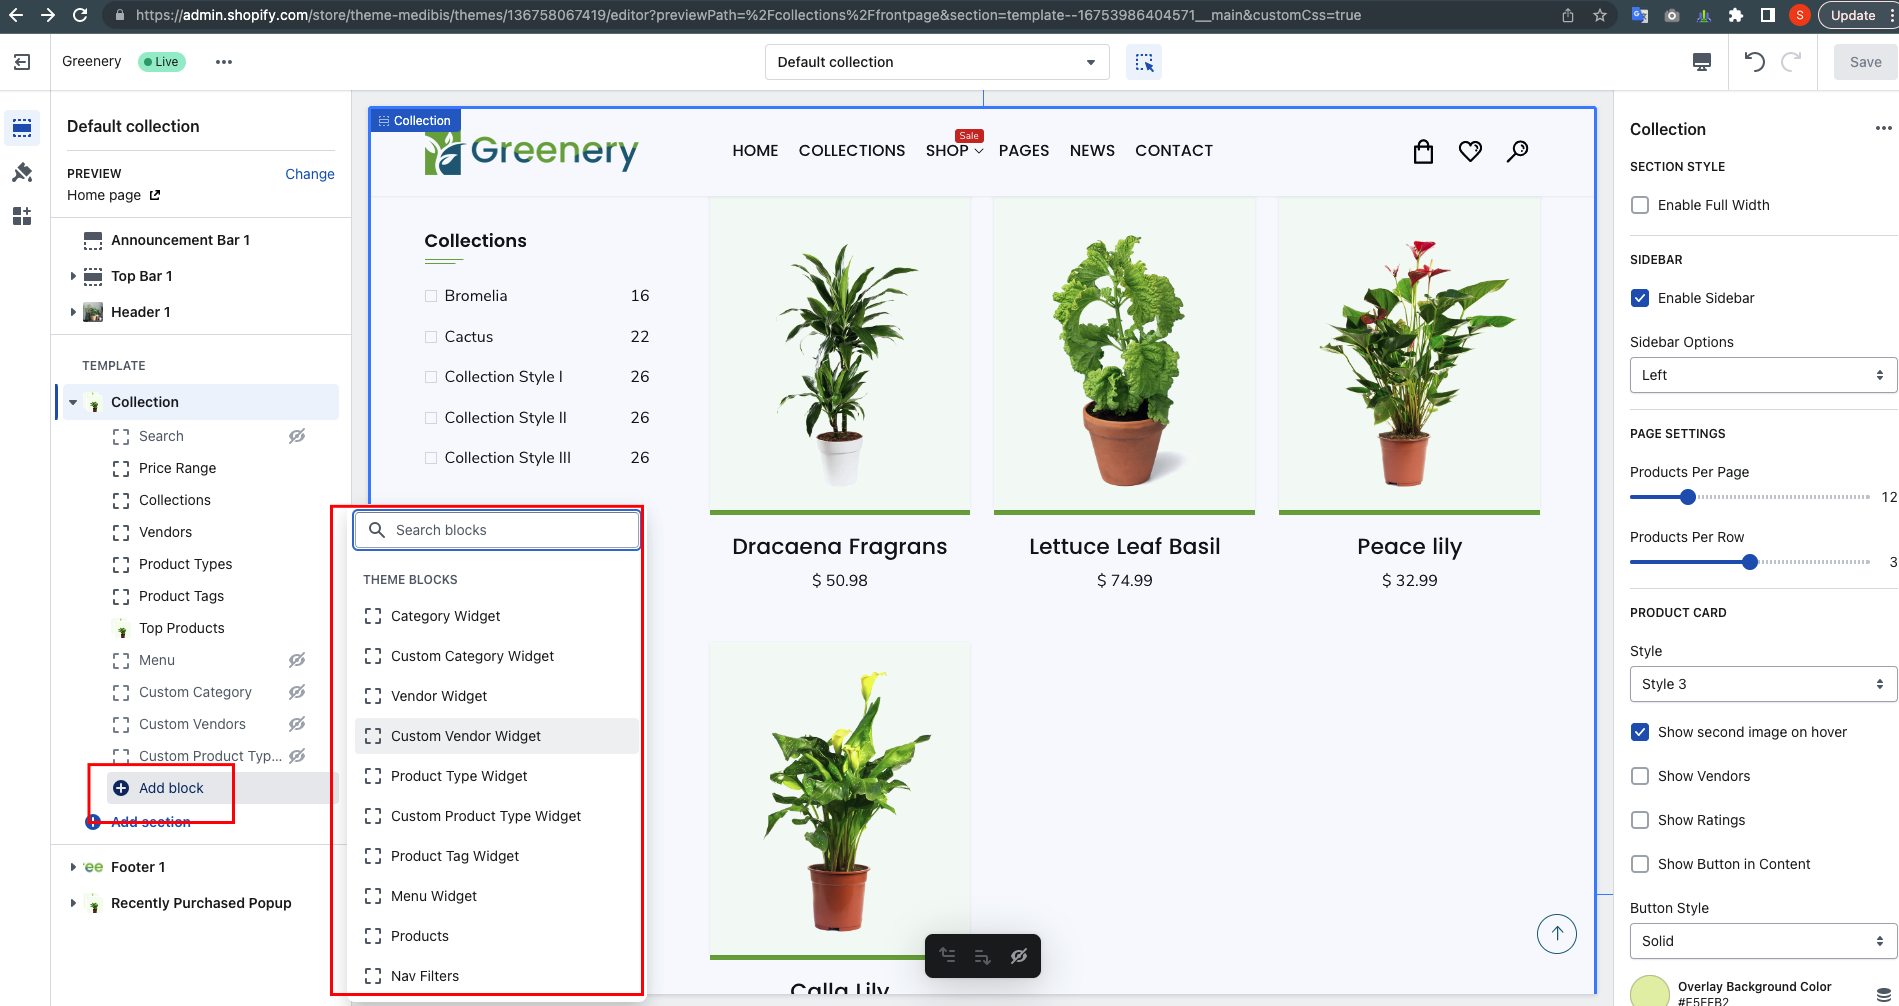 https://admin.shopify.com/store/theme-medibis/themes/136758067419/editor?previewPath=%2Fcollections%2Ffrontpage&section=template--16753986404571__main&customCss=true
S
Update
Greenery
Live
Default collection
Save
Default collection
PREVIEW
Change
Home page
Announcement Bar 1
Top Bar 1
Header 1
TEMPLATE
Collection
Search
Price Range
Collections
Vendors
Product Types
Product Tags
Top Products
Menu
Custom Category
Custom Vendors
Custom Product Typ...
Add block
Add section
ee
Footer 1
Recently Purchased Popup
Collection
Greenery
HOME
COLLECTIONS
SHOP
Sale
PAGES
NEWS
CONTACT
Collections
Bromelia 16
Cactus 22
Collection Style I 26
Collection Style II 26
Collection Style III 26
Dracaena Fragrans
$ 50.98
Lettuce Leaf Basil
$ 74.99
Peace lily
$ 32.99
Calla Lily
Search blocks
THEME BLOCKS
Category Widget
Custom Category Widget
Vendor Widget
Custom Vendor Widget
Product Type Widget
Custom Product Type Widget
Product Tag Widget
Menu Widget
Products
Nav Filters
Collection
SECTION STYLE
Enable Full Width
SIDEBAR
Enable Sidebar
Sidebar Options
Left
PAGE SETTINGS
Products Per Page
12
Products Per Row
3
PRODUCT CARD
Style
Style 3
Show second image on hover
Show Vendors
Show Ratings
Show Button in Content
Button Style
Solid
Overlay Background Color
#E5EFB2